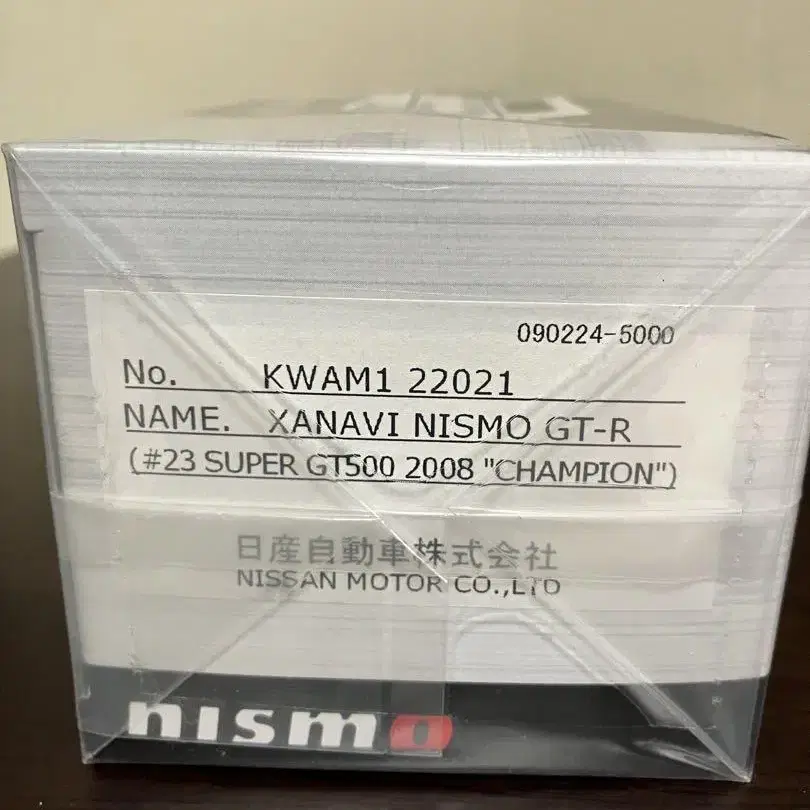 090224-5000
No. KWAM1 22021
NAME. XANAVI NISMO GT-R
(#23 SUPER GT500 2008 "CHAMPION")
日産自動車株式会社
NISSAN MOTOR CO.,LTD
nismo